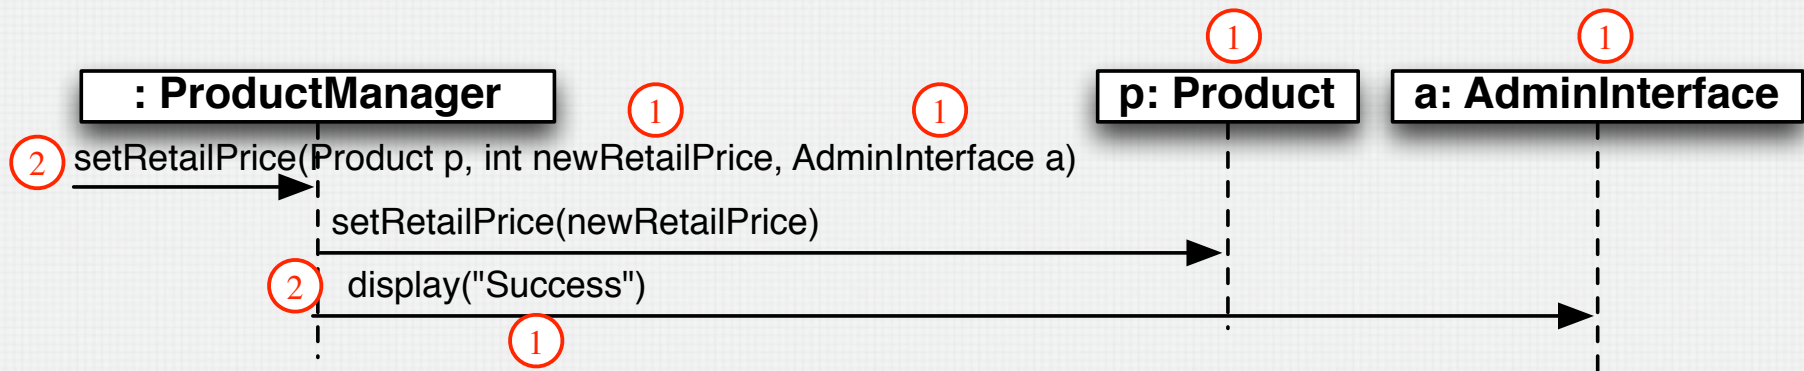 1 1
: ProductManager p: Product a: AdminInterface
1 1
2 setRetailPrice(Product p, int newRetailPrice, AdminInterface a)
setRetailPrice(newRetailPrice)
2 display("Success")
1